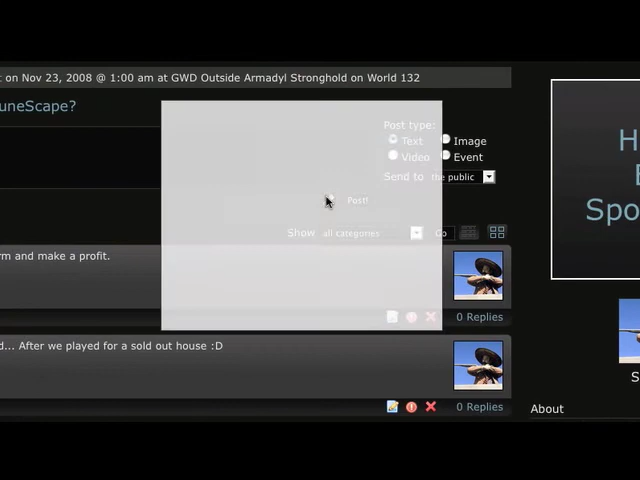 on Nov 23, 2008 @ 1:00 am at GWD Outside Armadyl Stronghold on World 132
uneScape?
Post type:
Text Image
Video Event
Send to the public
Post!
Show all categories Go
rm and make a profit.
0 Replies
d... After we played for a sold out house :D
0 Replies
H
E
Spo
S
About